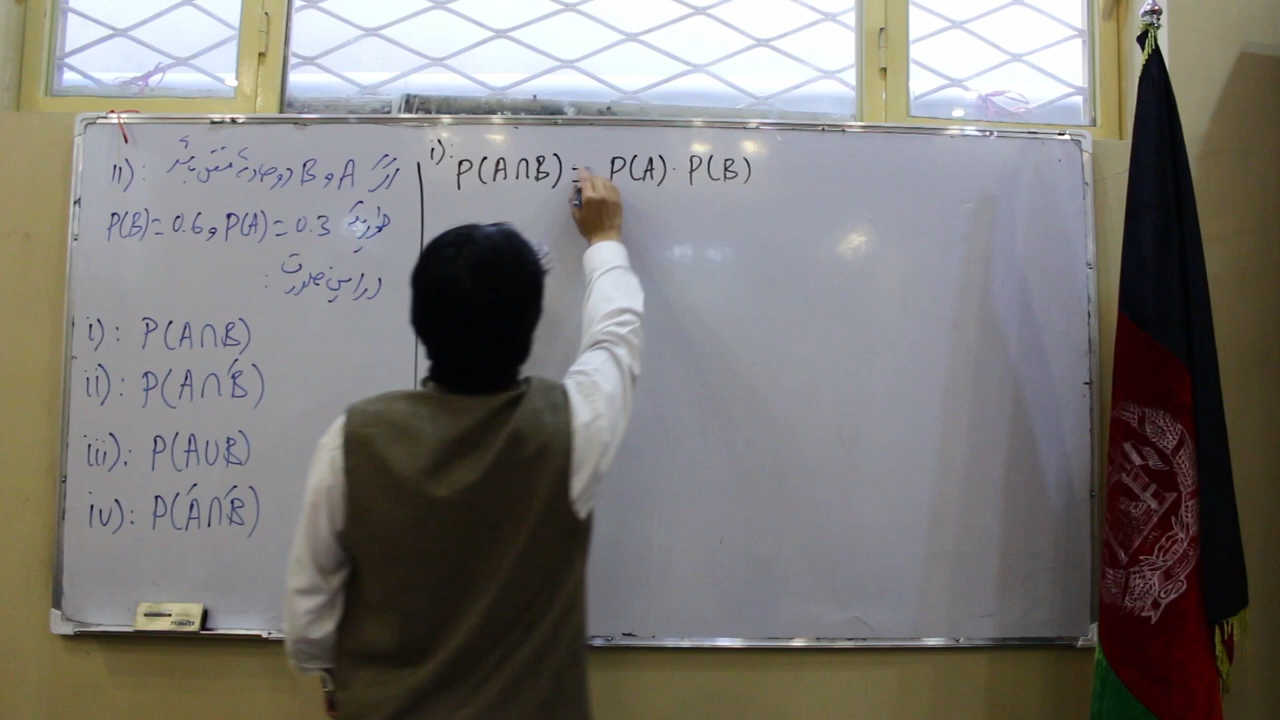 11): اگر A و B دو حادثهٔ مستقل باشد
طوریکه P(A) = 0.3 و P(B) = 0.6
دراین صورت :
i): P(A∩B)
ii): P(A∩B́)
iii): P(A∪B)
iv): P(Á∩B́)
i): P(A∩B) = P(A) · P(B)